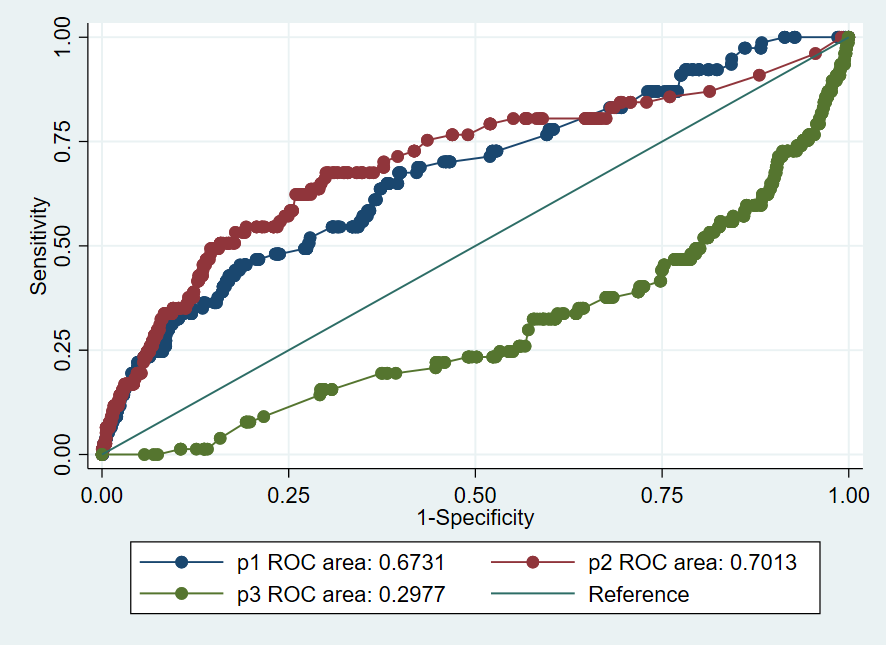 1.00
0.75
0.50
0.25
0.00
Sensitivity
0.00 0.25 0.50 0.75 1.00
1-Specificity
p1 ROC area: 0.6731 p2 ROC area: 0.7013
p3 ROC area: 0.2977 Reference